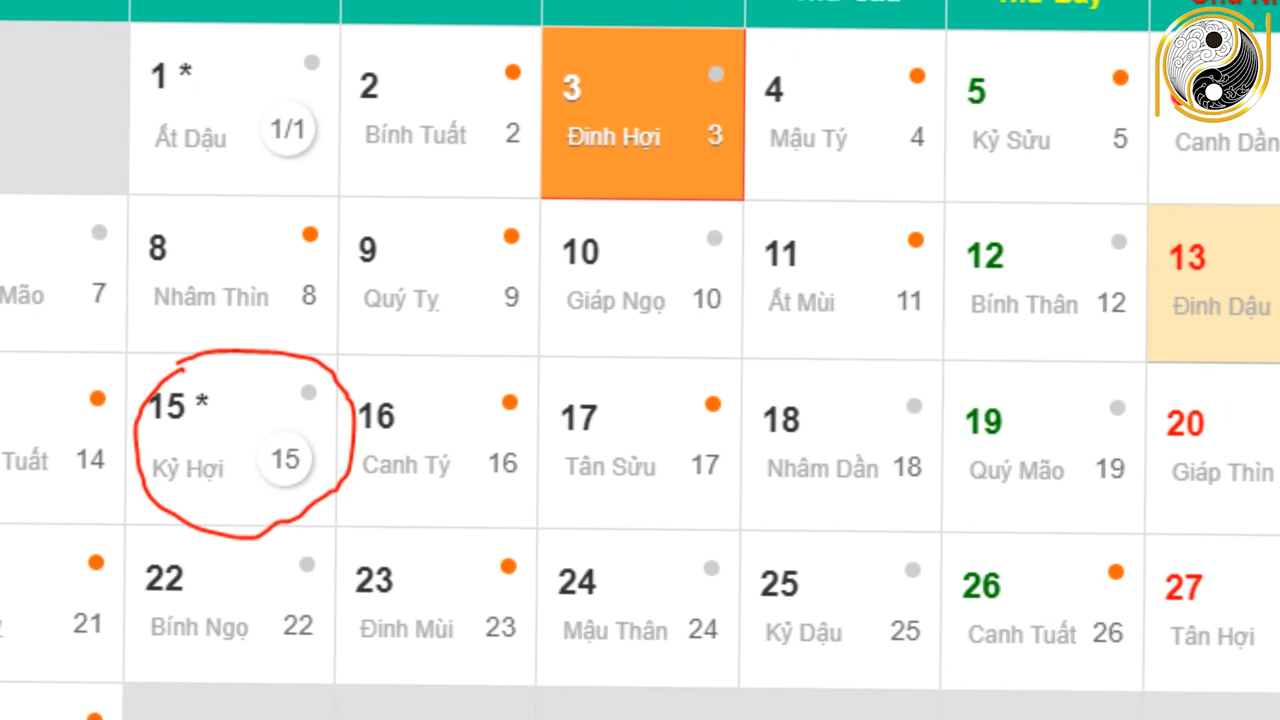 1 *
Ất Dậu 1/1
2
Bính Tuất 2
3
Đinh Hợi 3
4
Mậu Tý 4
5
Kỷ Sửu 5
Canh Dần
Mão 7
8
Nhâm Thìn 8
9
Quý Tỵ 9
10
Giáp Ngọ 10
11
Ất Mùi 11
12
Bính Thân 12
13
Đinh Dậu
Tuất 14
15 *
Kỷ Hợi 15
16
Canh Tý 16
17
Tân Sửu 17
18
Nhâm Dần 18
19
Quý Mão 19
20
Giáp Thìn
21
22
Bính Ngọ 22
23
Đinh Mùi 23
24
Mậu Thân 24
25
Kỷ Dậu 25
26
Canh Tuất 26
27
Tân Hợi